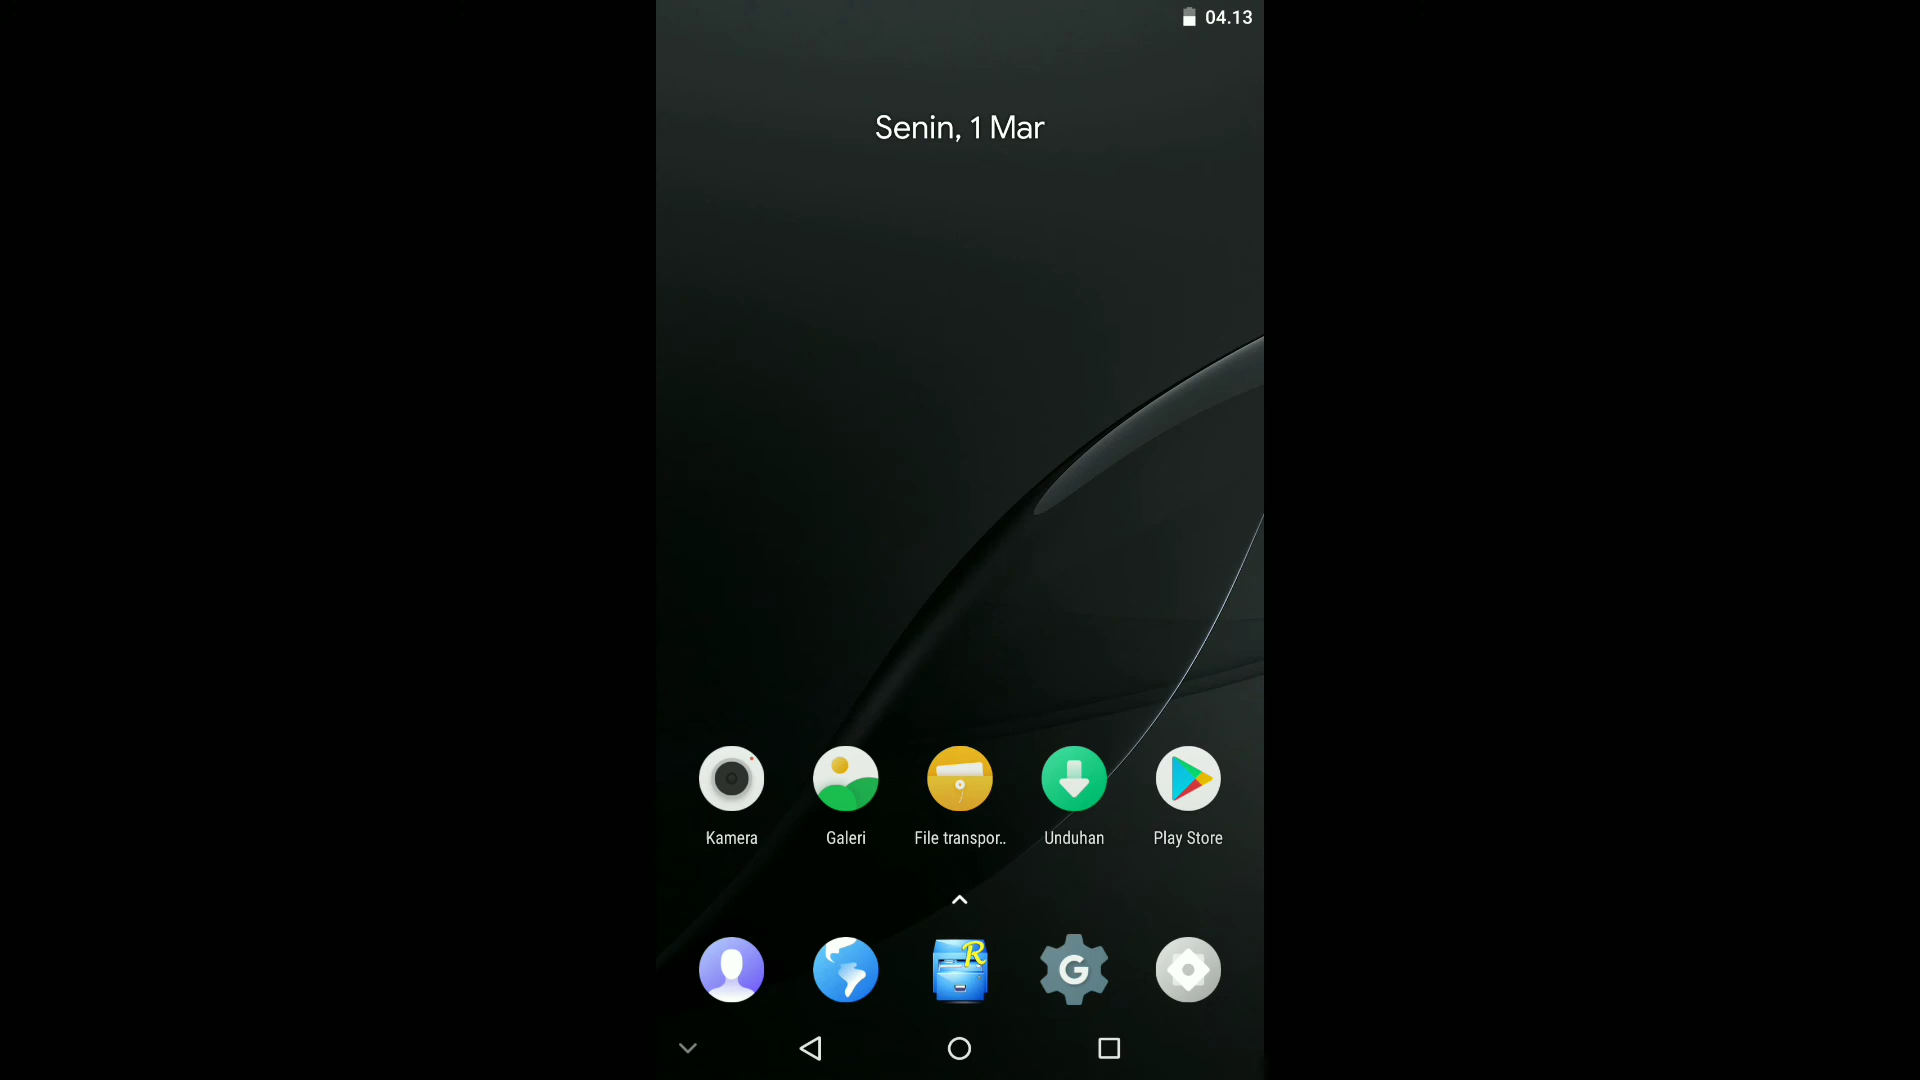 04.13
Senin, 1 Mar
Kamera
Galeri
File transpor..
Unduhan
Play Store
R
G